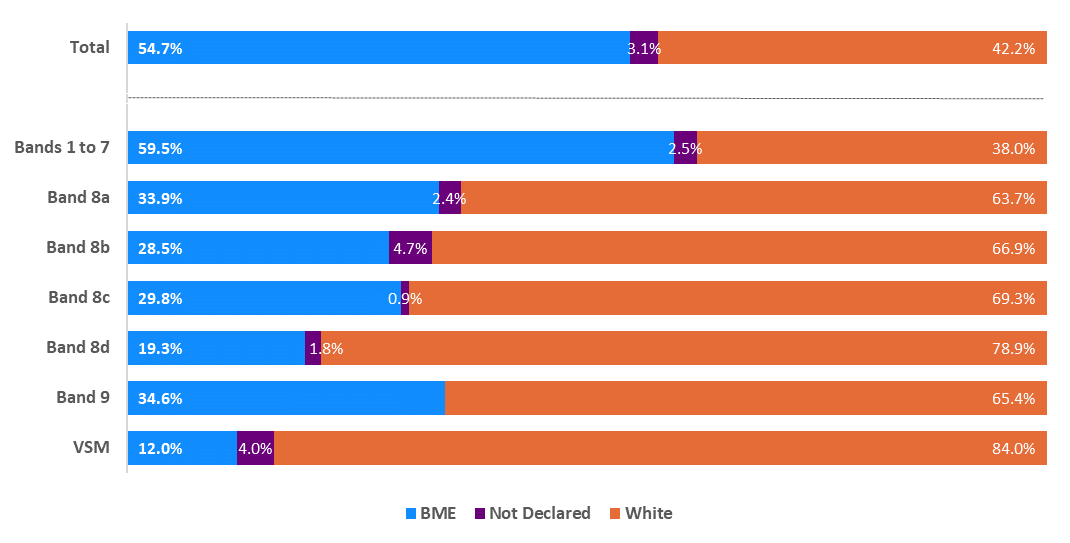 Total 54.7% 3.1% 42.2%
Bands 1 to 7 59.5% 2.5% 38.0%
Band 8a 33.9% 2.4% 63.7%
Band 8b 28.5% 4.7% 66.9%
Band 8c 29.8% 0.9% 69.3%
Band 8d 19.3% 1.8% 78.9%
Band 9 34.6% 65.4%
VSM 12.0% 4.0% 84.0%
BME Not Declared White